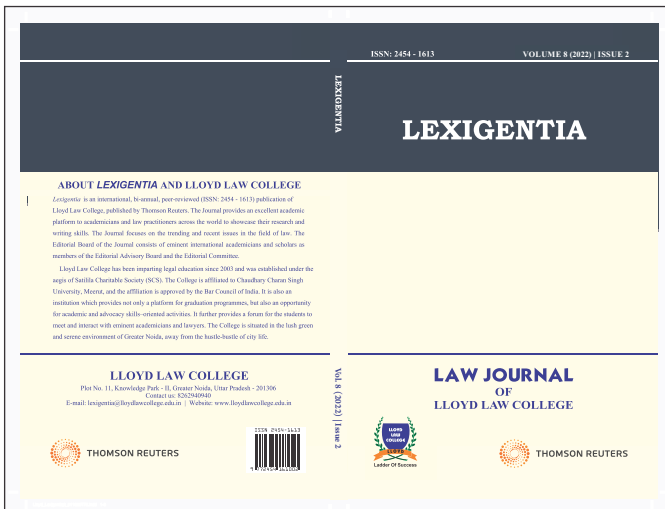 ABOUT LEXIGENTIA AND LLOYD LAW COLLEGE
Lexigentia is an international, bi-annual, peer-reviewed (ISSN: 2454 - 1613) publication of
Lloyd Law College, published by Thomson Reuters. The Journal provides an excellent academic
platform to academicians and law practitioners across the world to showcase their research and
writing skills. The Journal focuses on the trending and recent issues in the field of law. The
Editorial Board of the Journal consists of eminent international academicians and scholars as
members of the Editorial Advisory Board and the Editorial Committee.
Lloyd Law College has been imparting legal education since 2003 and was established under the
aegis of Satilila Charitable Society (SCS). The College is affiliated to Chaudhary Charan Singh
University, Meerut, and the affiliation is approved by the Bar Council of India. It is also an
institution which provides not only a platform for graduation programmes, but also an opportunity
for academic and advocacy skills-oriented activities. It further provides a forum for the students to
meet and interact with eminent academicians and lawyers. The College is situated in the lush green
and serene environment of Greater Noida, away from the hustle-bustle of city life.
LLOYD LAW COLLEGE
Plot No. 11, Knowledge Park - II, Greater Noida, Uttar Pradesh - 201306
Contact us: 8262940940
E-mail: lexigentia@lloydlawcollege.edu.in | Website: www.lloydlawcollege.edu.in
THOMSON REUTERS
ISSN 2454-1613
LEXIGENTIA
Vol. 8 (2022) | Issue 2
ISSN: 2454 - 1613
VOLUME 8 (2022) | ISSUE 2
LEXIGENTIA
LAW JOURNAL
OF
LLOYD LAW COLLEGE
LLOYD
LAW
COLLEGE
LLOYD
Ladder Of Success
THOMSON REUTERS